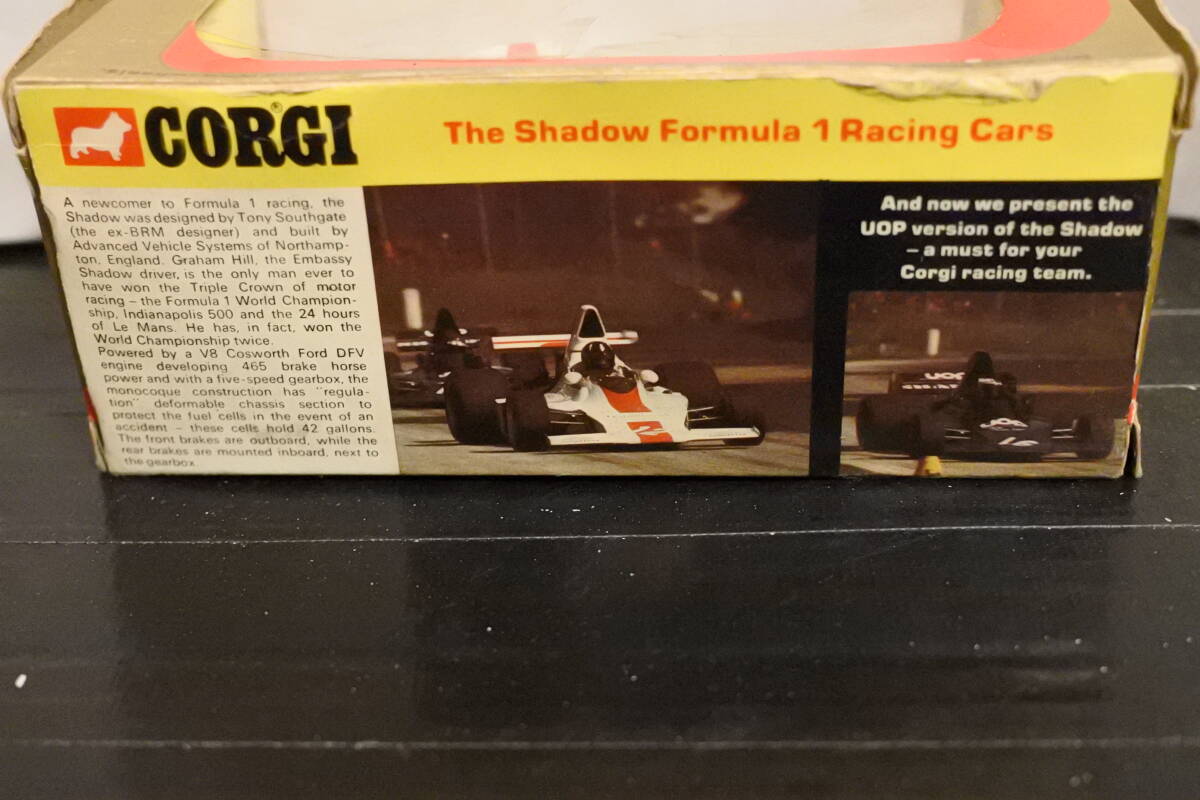 CORGI®
The Shadow Formula 1 Racing Cars
A newcomer to Formula 1 racing, the
Shadow was designed by Tony Southgate
(the ex-BRM designer) and built by
Advanced Vehicle Systems of Northamp-
ton, England. Graham Hill, the Embassy
Shadow driver, is the only man ever to
have won the Triple Crown of motor
racing – the Formula 1 World Champion-
ship, Indianapolis 500 and the 24 hours
of Le Mans. He has, in fact, won the
World Championship twice.
Powered by a V8 Cosworth Ford DFV
engine developing 465 brake horse
power and with a five-speed gearbox, the
monocoque construction has "regula-
tion" deformable chassis section to
protect the fuel cells in the event of an
accident – these cells hold 42 gallons.
The front brakes are outboard, while the
rear brakes are mounted inboard, next to
the gearbox
And now we present the
UOP version of the Shadow
– a must for your
Corgi racing team.
UOP
UOP
16